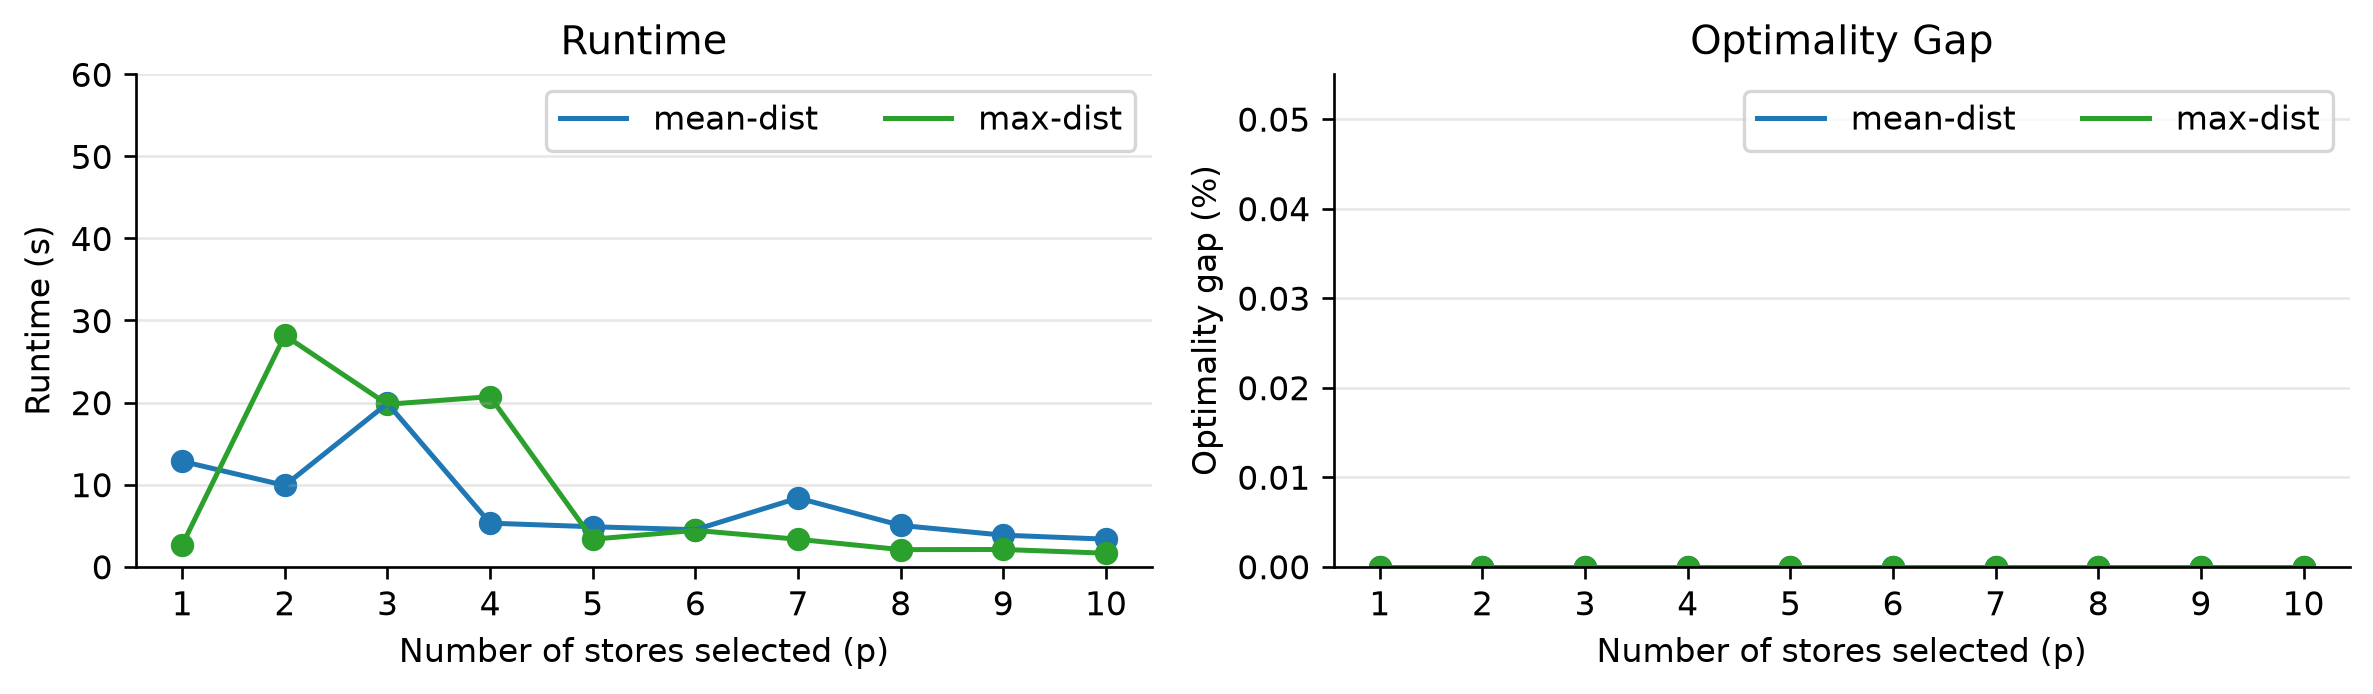 Runtime
60
50
40
30
20
10
0
Runtime (s)
mean-dist max-dist
1 2 3 4 5 6 7 8 9 10
Number of stores selected (p)
Optimality Gap
0.05
0.04
0.03
0.02
0.01
0.00
Optimality gap (%)
mean-dist max-dist
1 2 3 4 5 6 7 8 9 10
Number of stores selected (p)